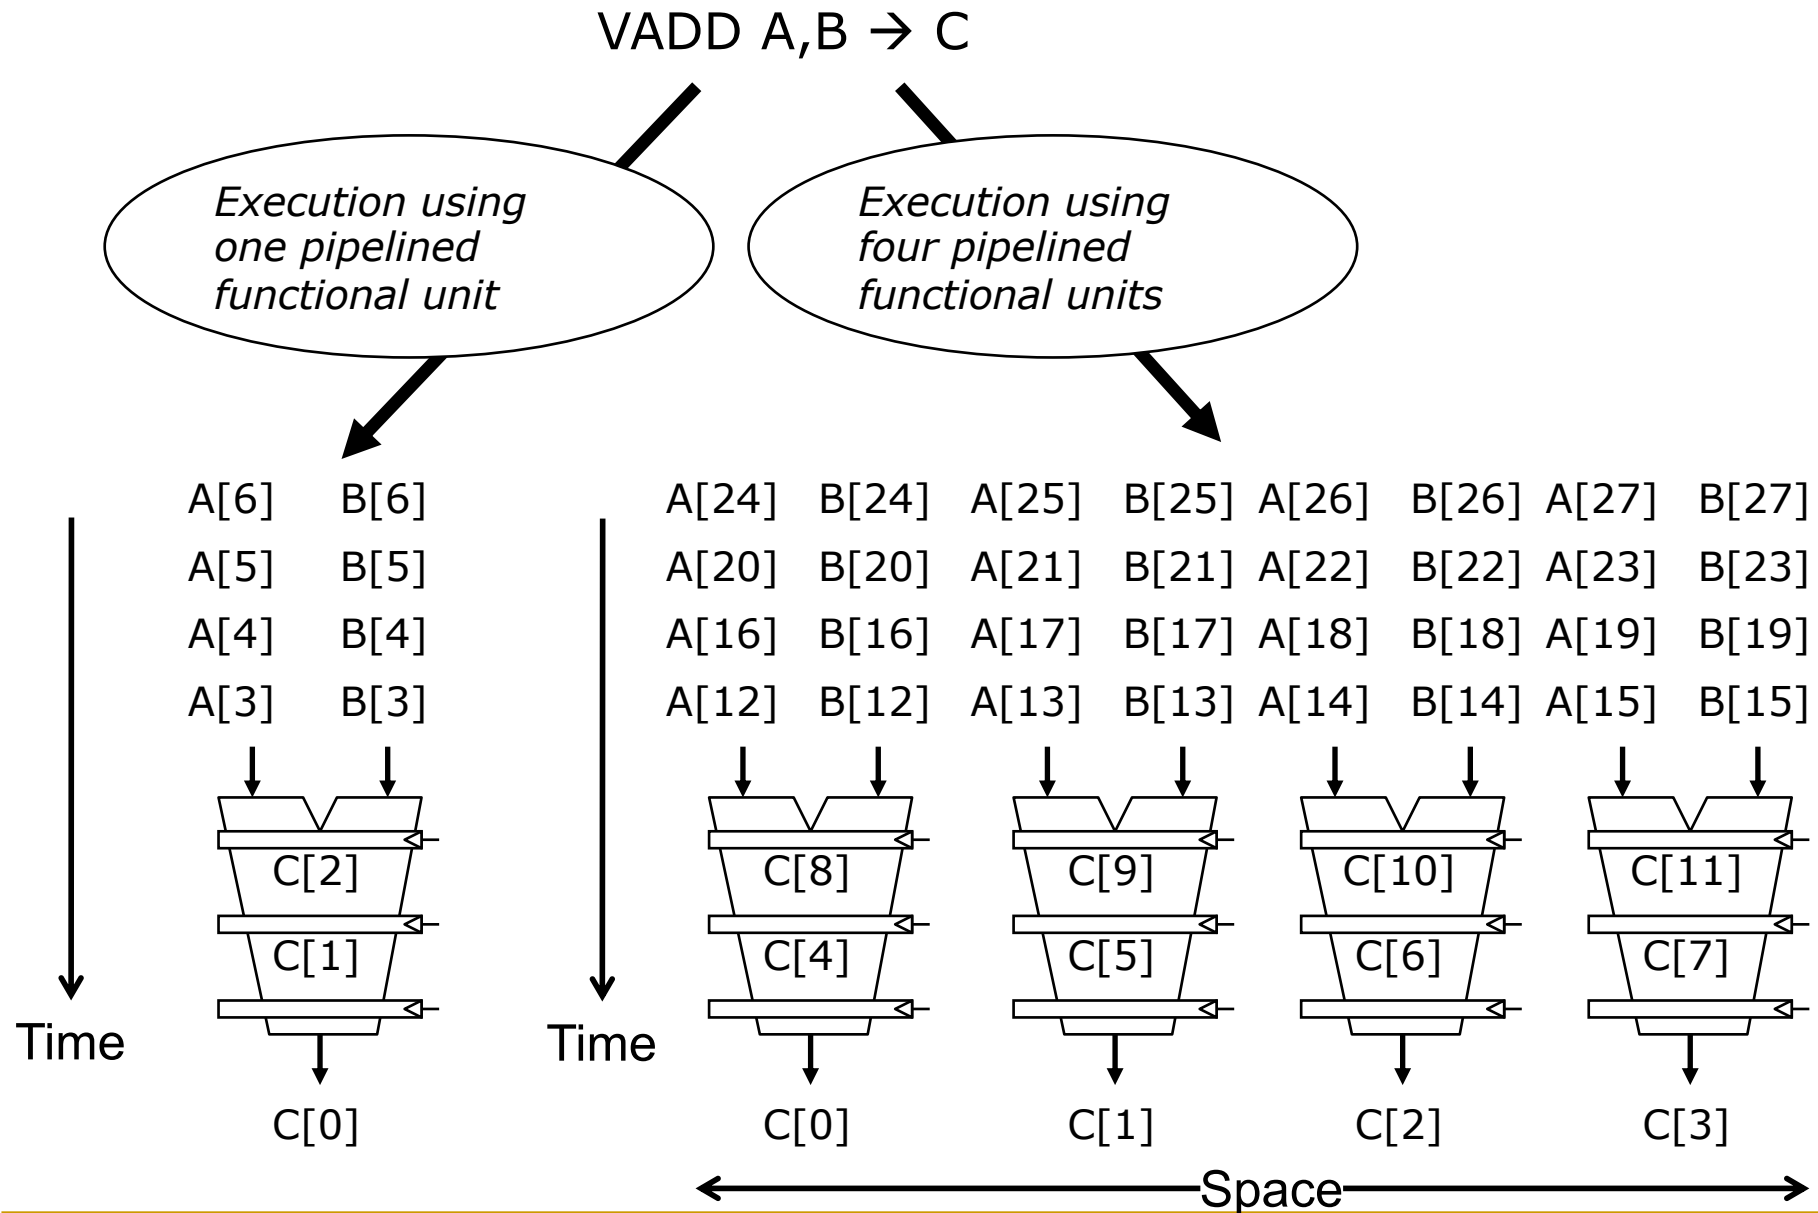 VADD A,B → C
Execution using
one pipelined
functional unit
Execution using
four pipelined
functional units
A[6] B[6] A[24] B[24] A[25] B[25] A[26] B[26] A[27] B[27]
A[5] B[5] A[20] B[20] A[21] B[21] A[22] B[22] A[23] B[23]
A[4] B[4] A[16] B[16] A[17] B[17] A[18] B[18] A[19] B[19]
A[3] B[3] A[12] B[12] A[13] B[13] A[14] B[14] A[15] B[15]
C[2] C[8] C[9] C[10] C[11]
C[1] C[4] C[5] C[6] C[7]
Time Time
C[0] C[0] C[1] C[2] C[3]
Space